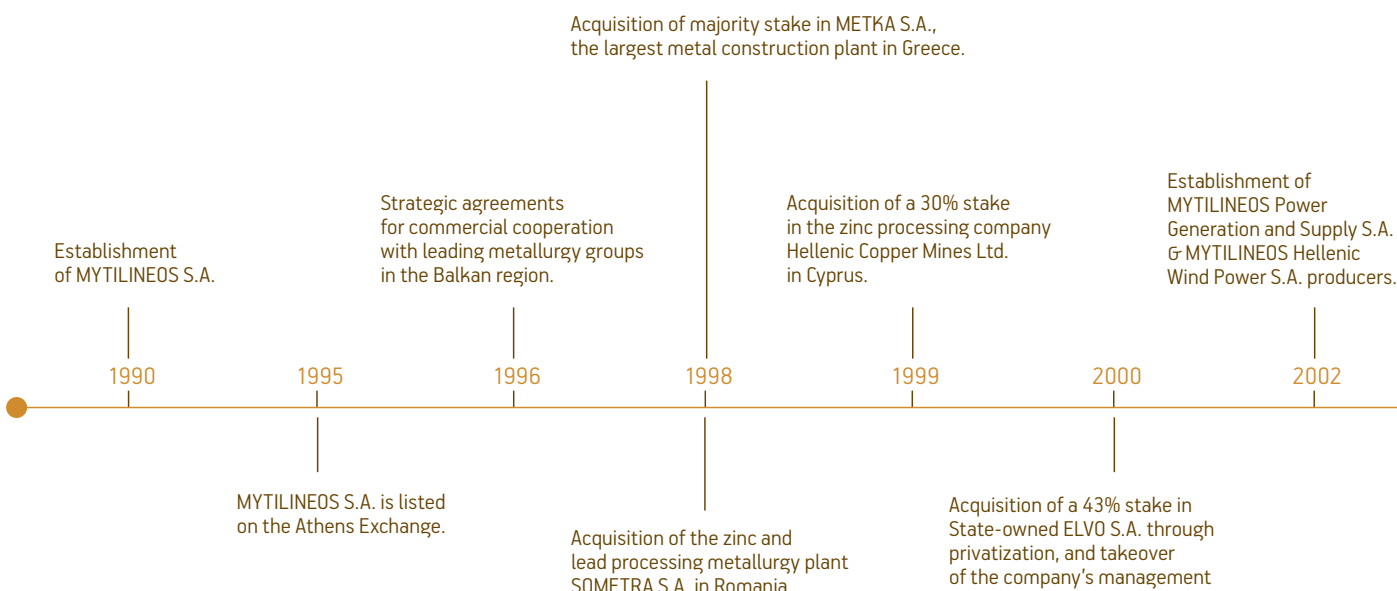 Acquisition of majority stake in METKA S.A.,
the largest metal construction plant in Greece.
Establishment
of MYTILINEOS S.A.
Strategic agreements
for commercial cooperation
with leading metallurgy groups
in the Balkan region.
Acquisition of a 30% stake
in the zinc processing company
Hellenic Copper Mines Ltd.
in Cyprus.
Establishment of
MYTILINEOS Power
Generation and Supply S.A.
& MYTILINEOS Hellenic
Wind Power S.A. producers.
1990
1995
1996
1998
1999
2000
2002
MYTILINEOS S.A. is listed
on the Athens Exchange.
Acquisition of the zinc and
lead processing metallurgy plant
SOMETRA S.A. in Romania
Acquisition of a 43% stake in
State-owned ELVO S.A. through
privatization, and takeover
of the company's management